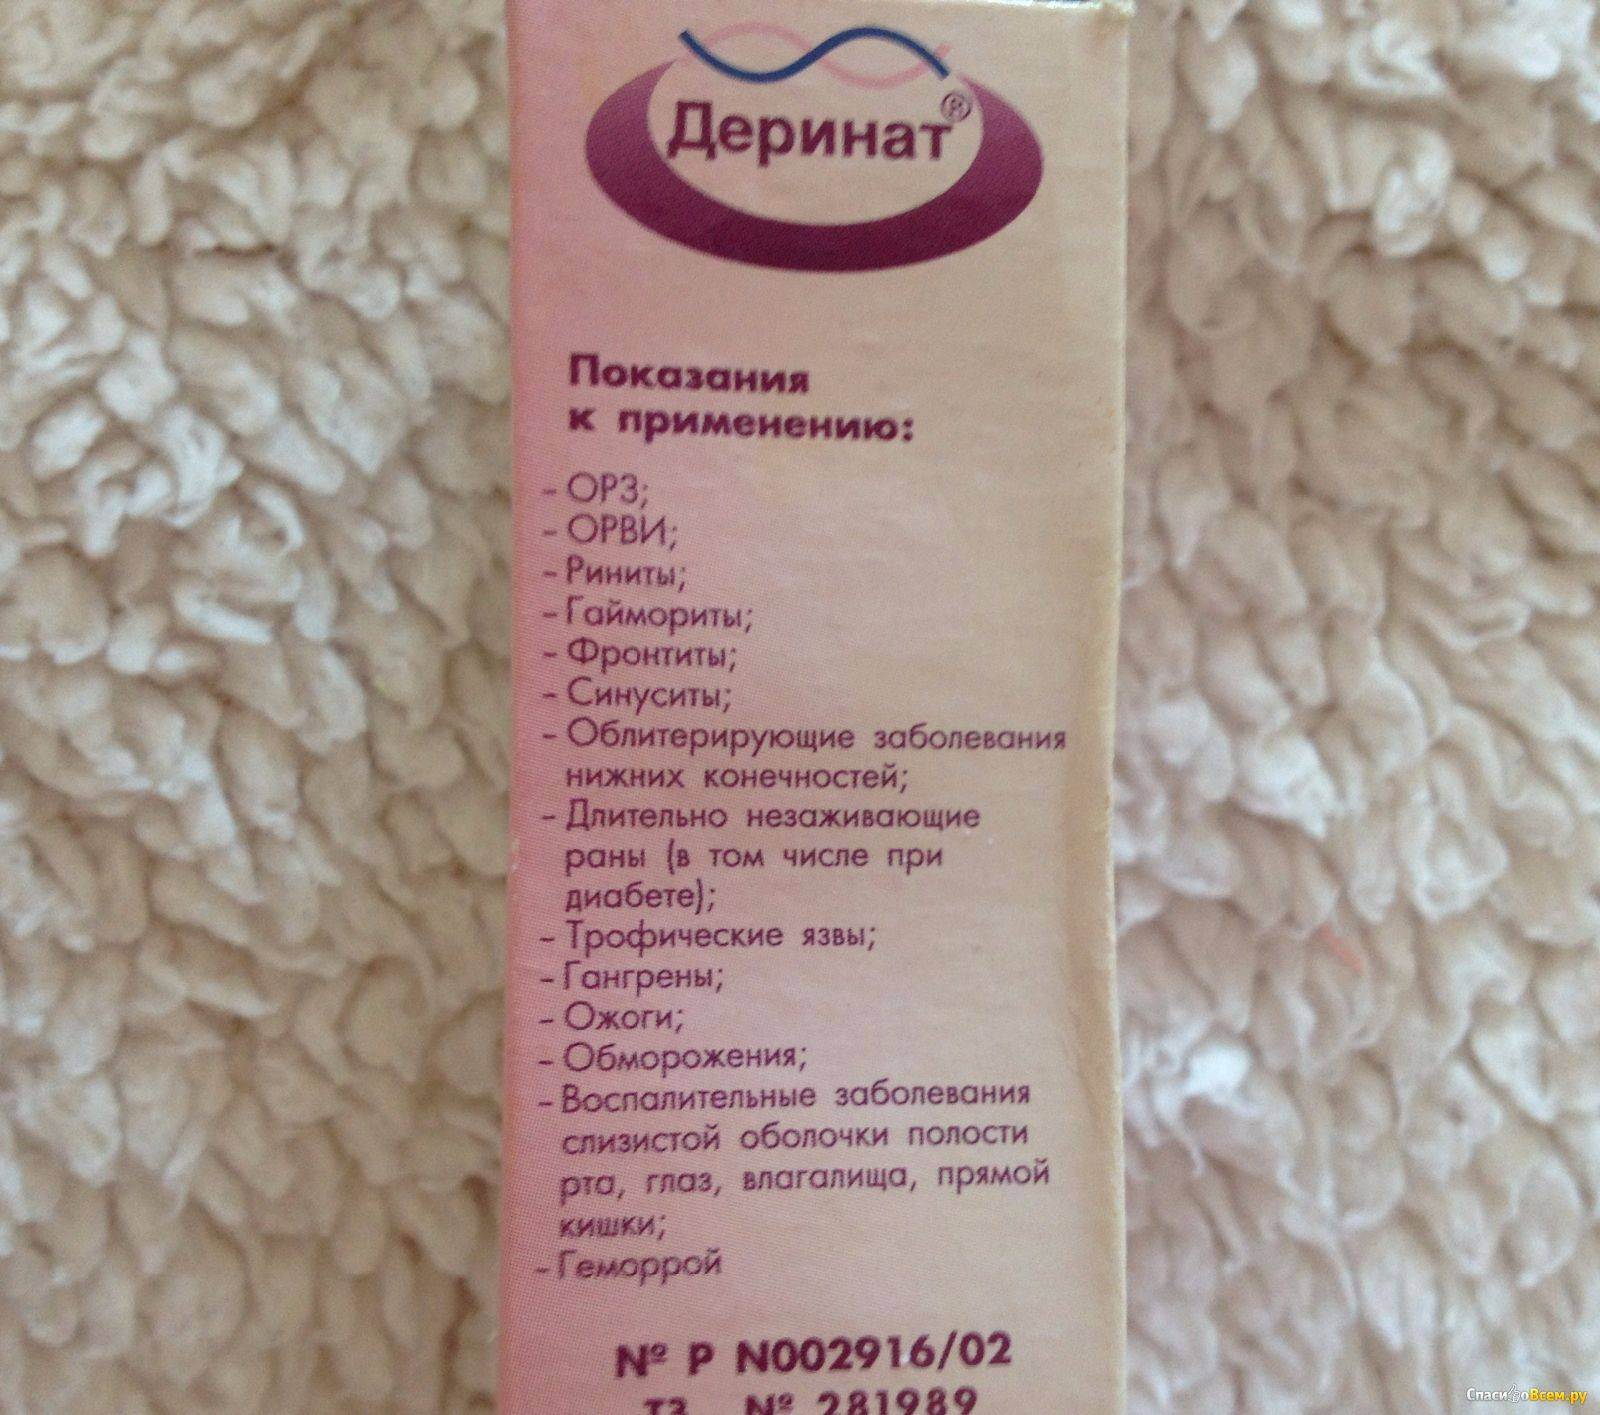 Деринат®
Показания
к применению:
- ОРЗ;
- ОРВИ;
- Риниты;
- Гаймориты;
- Фронтиты;
- Синуситы;
- Облитерирующие заболевания
нижних конечностей;
- Длительно незаживающие
раны (в том числе при
диабете);
- Трофические язвы;
- Гангрены;
- Ожоги;
- Обморожения;
- Воспалительные заболевания
слизистой оболочки полости
рта, глаз, влагалища, прямой
кишки;
- Геморрой
№ Р N002916/02
ТЗ № 281989
СпасибоВсем.ру